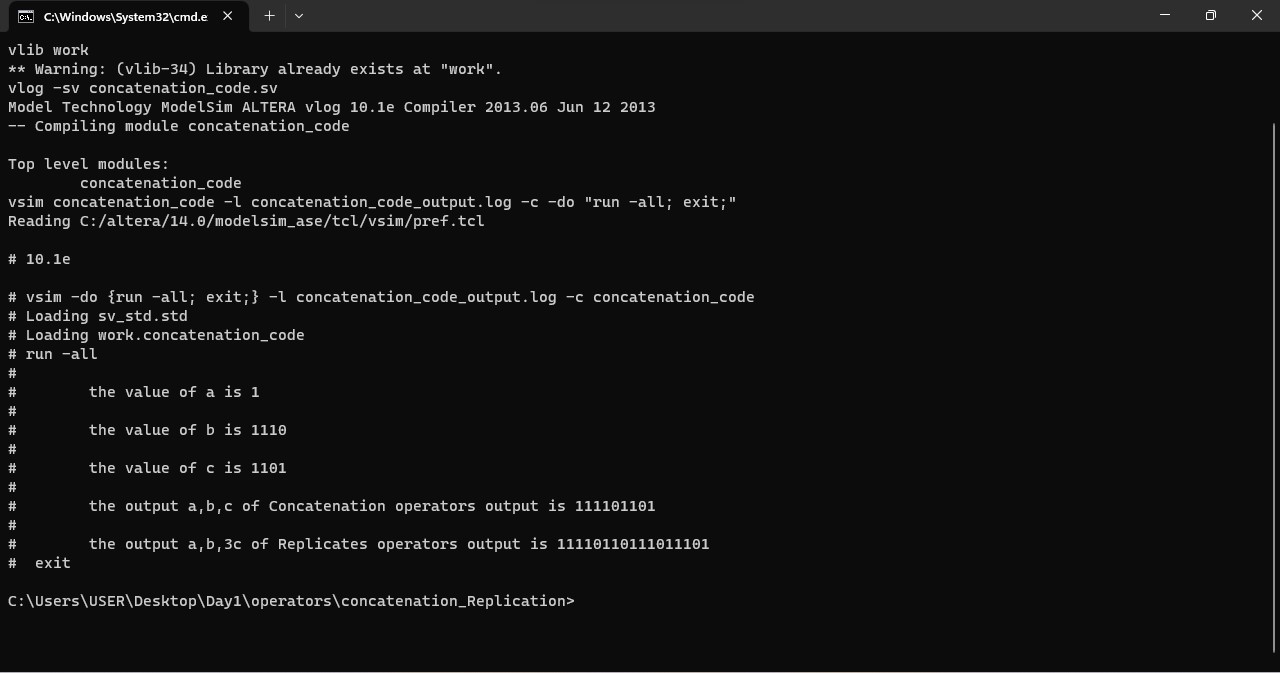 C:\Windows\System32\cmd.e
vlib work
** Warning: (vlib-34) Library already exists at "work".
vlog -sv concatenation_code.sv
Model Technology ModelSim ALTERA vlog 10.1e Compiler 2013.06 Jun 12 2013
-- Compiling module concatenation_code
Top level modules:
concatenation_code
vsim concatenation_code -l concatenation_code_output.log -c -do "run -all; exit;"
Reading C:/altera/14.0/modelsim_ase/tcl/vsim/pref.tcl
# 10.1e
# vsim -do {run -all; exit;} -l concatenation_code_output.log -c concatenation_code
# Loading sv_std.std
# Loading work.concatenation_code
# run -all
#
# the value of a is 1
#
# the value of b is 1110
#
# the value of c is 1101
#
# the output a,b,c of Concatenation operators output is 111101101
#
# the output a,b,3c of Replicates operators output is 11110110111011101
# exit
C:\Users\USER\Desktop\Day1\operators\concatenation_Replication>